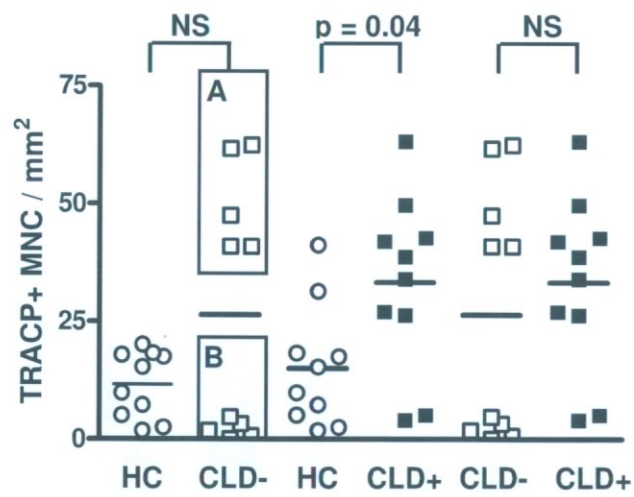 NS p = 0.04 NS
TRACP+ MNC / mm²
75
50
25
0
A
B
HC CLD- HC CLD+ CLD- CLD+